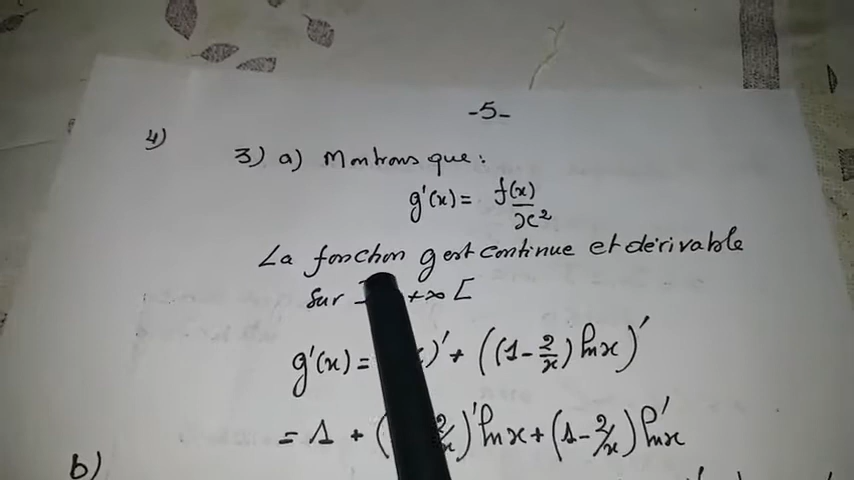 -5-
4)
3) a) Montrons que :
g'(x) = f(x)/x²
La fonction g est continue et dérivable
sur +∞ [
g'(x) = )' + ((1 - 2/x) ln x)'
= 1 + ( 2/x)' ln x + (1 - 2/x) ln' x
b)